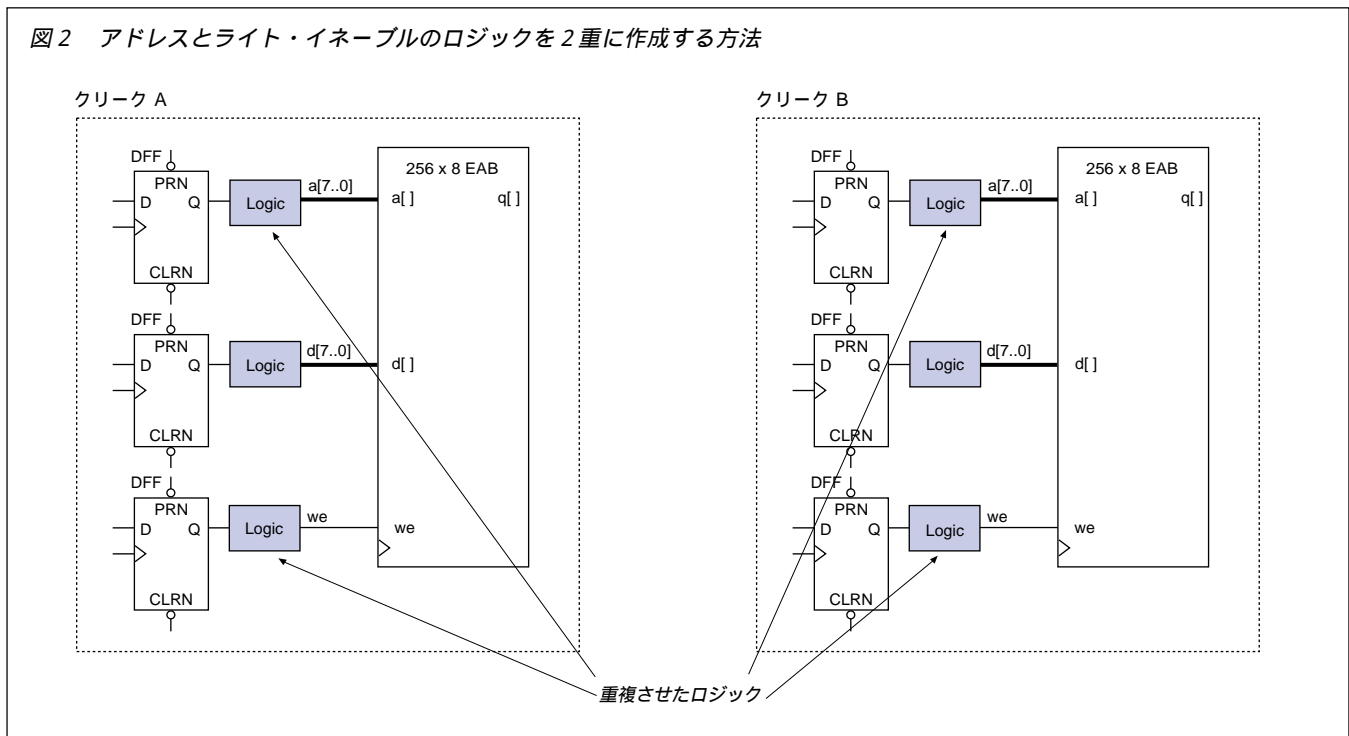 図 2 アドレスとライト・イネーブルのロジックを 2 重に作成する方法
クリーク A
DFF
PRN
D Q
CLRN
Logic
a[7..0]
256 x 8 EAB
a[ ] q[ ]
DFF
PRN
D Q
CLRN
Logic
d[7..0]
d[ ]
DFF
PRN
D Q
CLRN
Logic
we
we
クリーク B
DFF
PRN
D Q
CLRN
Logic
a[7..0]
256 x 8 EAB
a[ ] q[ ]
DFF
PRN
D Q
CLRN
Logic
d[7..0]
d[ ]
DFF
PRN
D Q
CLRN
Logic
we
we
重複させたロジック